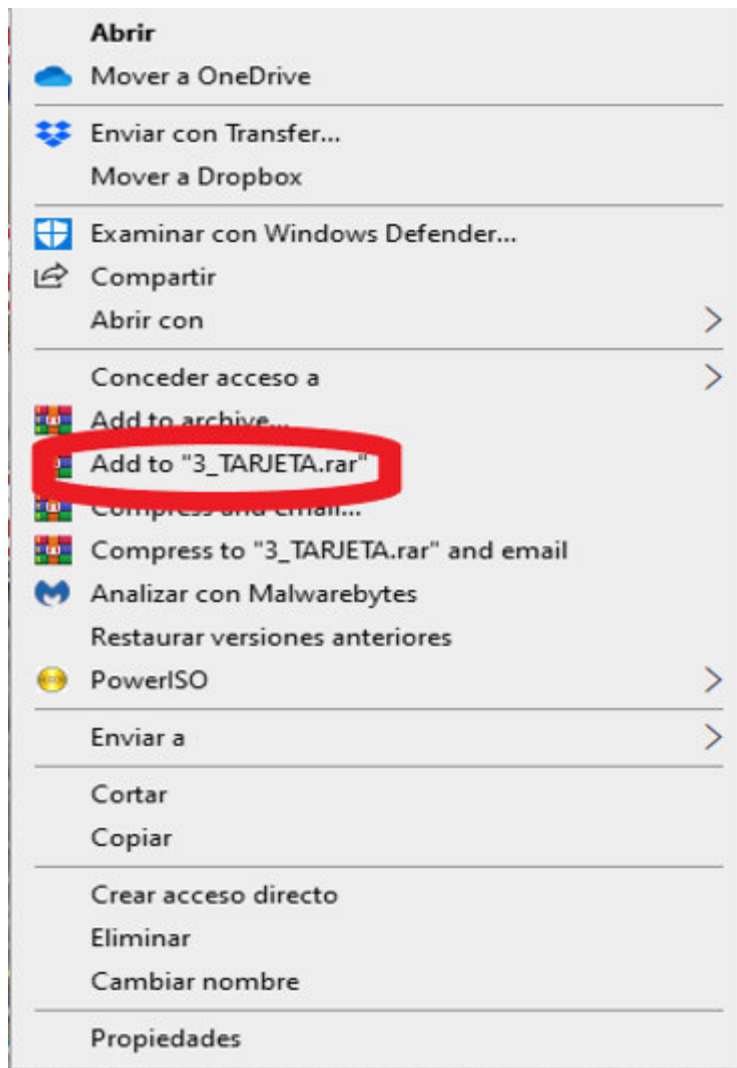 Abrir
Mover a OneDrive
Enviar con Transfer...
Mover a Dropbox
Examinar con Windows Defender...
Compartir
Abrir con
Conceder acceso a
Add to archive...
Add to "3_TARJETA.rar"
Compress and email...
Compress to "3_TARJETA.rar" and email
Analizar con Malwarebytes
Restaurar versiones anteriores
PowerISO
Enviar a
Cortar
Copiar
Crear acceso directo
Eliminar
Cambiar nombre
Propiedades